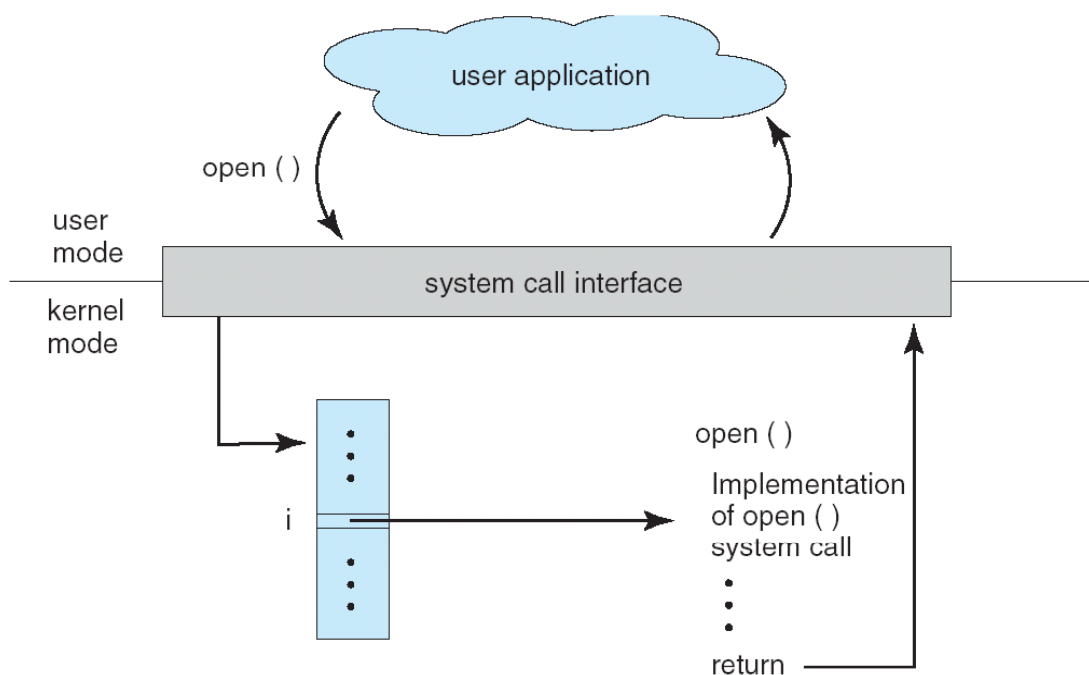 user application
open ( )
user
mode
system call interface
kernel
mode
open ( )
Implementation
of open ( )
system call
i
return